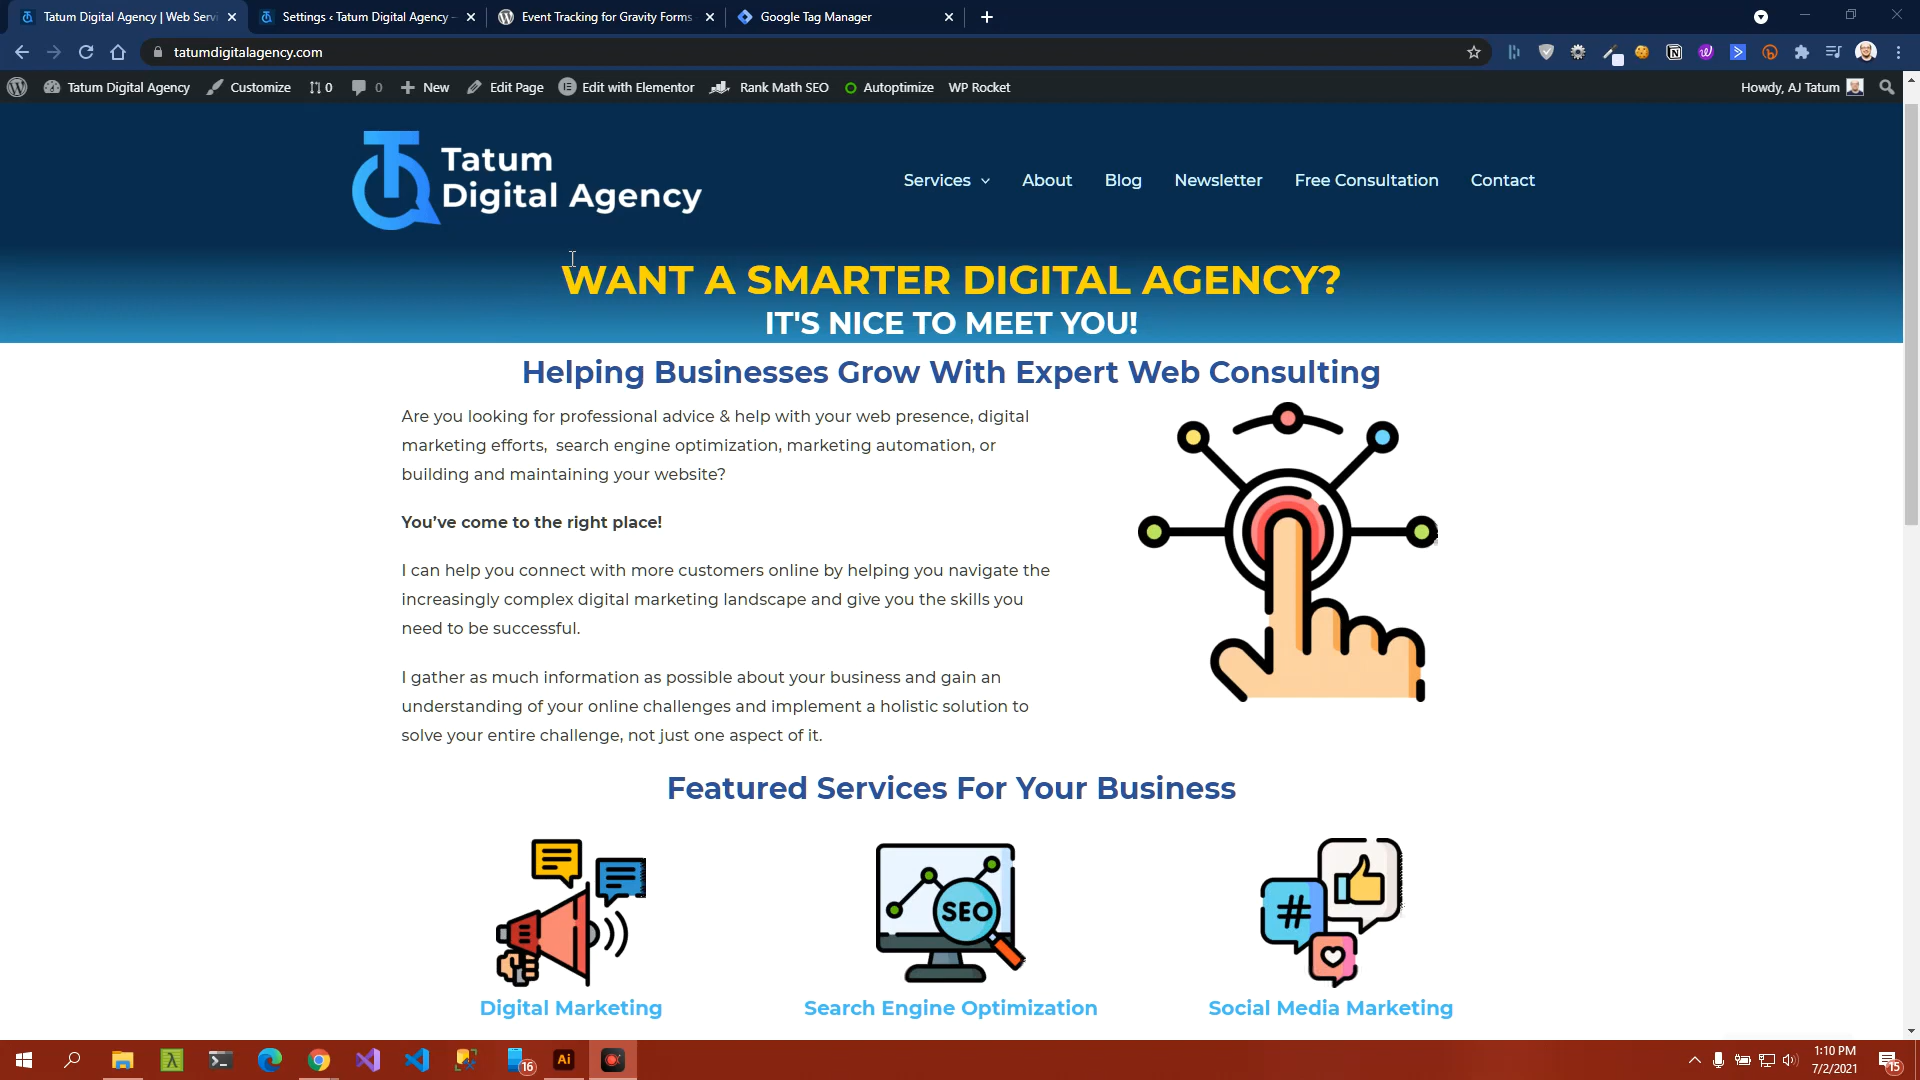 Tatum Digital Agency | Web Servi
Settings ‹ Tatum Digital Agency —
Event Tracking for Gravity Forms
Google Tag Manager
tatumdigitalagency.com
Tatum Digital Agency
Customize
0
0
New
Edit Page
Edit with Elementor
Rank Math SEO
Autoptimize
WP Rocket
Howdy, AJ Tatum
Tatum
Digital Agency
Services
About
Blog
Newsletter
Free Consultation
Contact
WANT A SMARTER DIGITAL AGENCY?
IT'S NICE TO MEET YOU!
Helping Businesses Grow With Expert Web Consulting
Are you looking for professional advice & help with your web presence, digital
marketing efforts,  search engine optimization, marketing automation, or
building and maintaining your website?
You’ve come to the right place!
I can help you connect with more customers online by helping you navigate the
increasingly complex digital marketing landscape and give you the skills you
need to be successful.
I gather as much information as possible about your business and gain an
understanding of your online challenges and implement a holistic solution to
solve your entire challenge, not just one aspect of it.
Featured Services For Your Business
SEO
#
Digital Marketing
Search Engine Optimization
Social Media Marketing
16
Ai
1:10 PM
7/2/2021
15